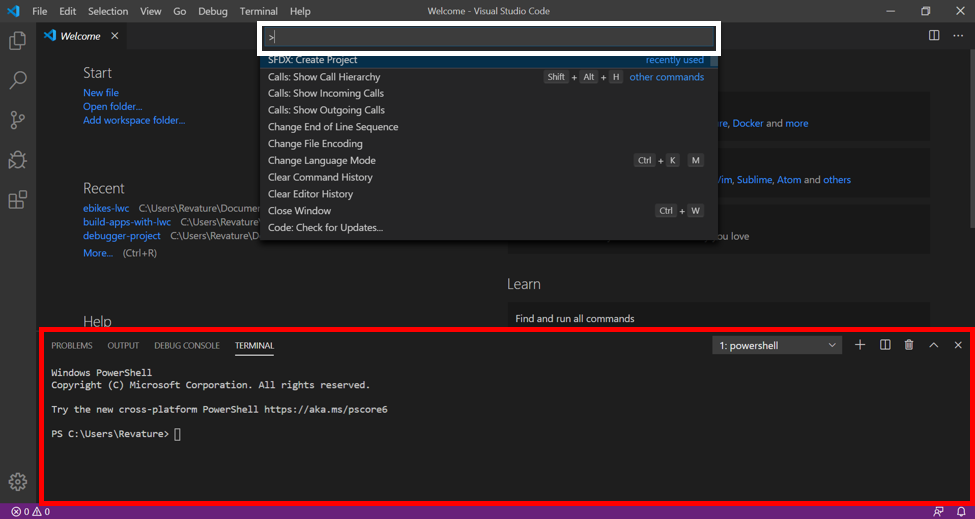 File Edit Selection View Go Debug Terminal Help Welcome - Visual Studio Code
Welcome
>
SFDX: Create Project recently used
Calls: Show Call Hierarchy Shift + Alt + H other commands
Calls: Show Incoming Calls
Calls: Show Outgoing Calls
Change End of Line Sequence
Change File Encoding
Change Language Mode Ctrl + K M
Clear Command History
Clear Editor History
Close Window Ctrl + W
Code: Check for Updates...
Start
New file
Open folder...
Add workspace folder...
Recent
ebikes-lwc C:\Users\Revature\Documen
build-apps-with-lwc C:\Users\Revature
debugger-project C:\Users\Revature\D
More... (Ctrl+R)
Help
Docker and more
Vim, Sublime, Atom and others
you love
Learn
Find and run all commands
PROBLEMS OUTPUT DEBUG CONSOLE TERMINAL 1: powershell
Windows PowerShell
Copyright (C) Microsoft Corporation. All rights reserved.
Try the new cross-platform PowerShell https://aka.ms/pscore6
PS C:\Users\Revature>
0 0